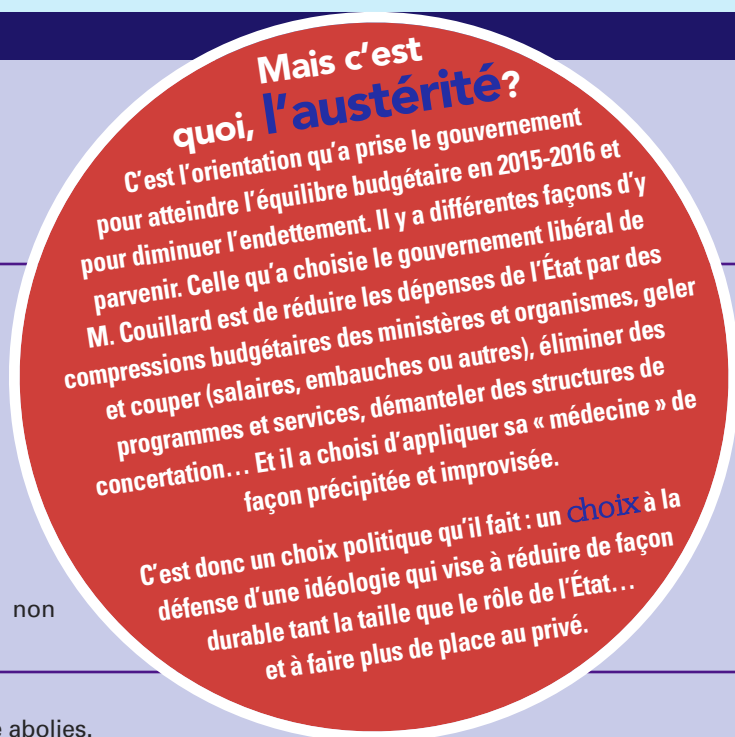 Mais c'est
quoi, l'austérité?
C'est l'orientation qu'a prise le gouvernement
pour atteindre l'équilibre budgétaire en 2015-2016 et
pour diminuer l'endettement. Il y a différentes façons d'y
parvenir. Celle qu'a choisie le gouvernement libéral de
M. Couillard est de réduire les dépenses de l'État par des
compressions budgétaires des ministères et organismes, geler
et couper (salaires, embauches ou autres), éliminer des
programmes et services, démanteler des structures de
concertation… Et il a choisi d'appliquer sa « médecine » de
façon précipitée et improvisée.
C'est donc un choix politique qu'il fait : un choix à la
défense d'une idéologie qui vise à réduire de façon
durable tant la taille que le rôle de l'État…
et à faire plus de place au privé.
non
abolies.